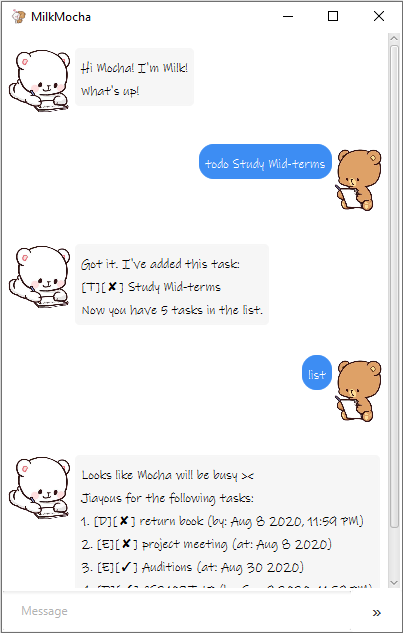 MilkMocha
Hi Mocha! I'm Milk!
What's up!
todo Study Mid-terms
Got it. I've added this task:
[T][✘] Study Mid-terms
Now you have 5 tasks in the list.
list
Looks like Mocha will be busy ><
Jiayous for the following tasks:
1. [D][✘] return book (by: Aug 8 2020, 11:59 PM)
2. [E][✘] project meeting (at: Aug 8 2020)
3. [E][✓] Auditions (at: Aug 30 2020)
Message
»